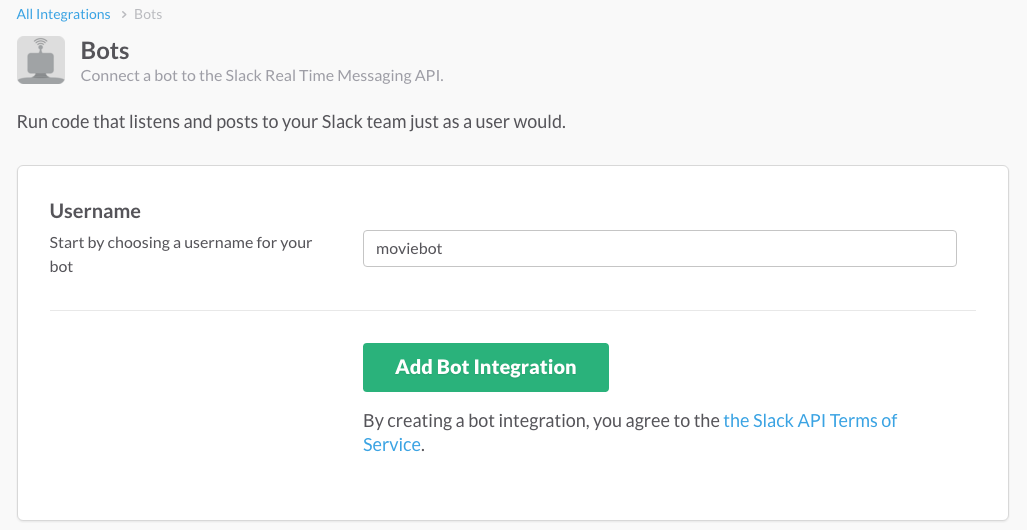 All Integrations > Bots
Bots
Connect a bot to the Slack Real Time Messaging API.
Run code that listens and posts to your Slack team just as a user would.
Username
Start by choosing a username for your
bot
moviebot
Add Bot Integration
By creating a bot integration, you agree to the the Slack API Terms of
Service.